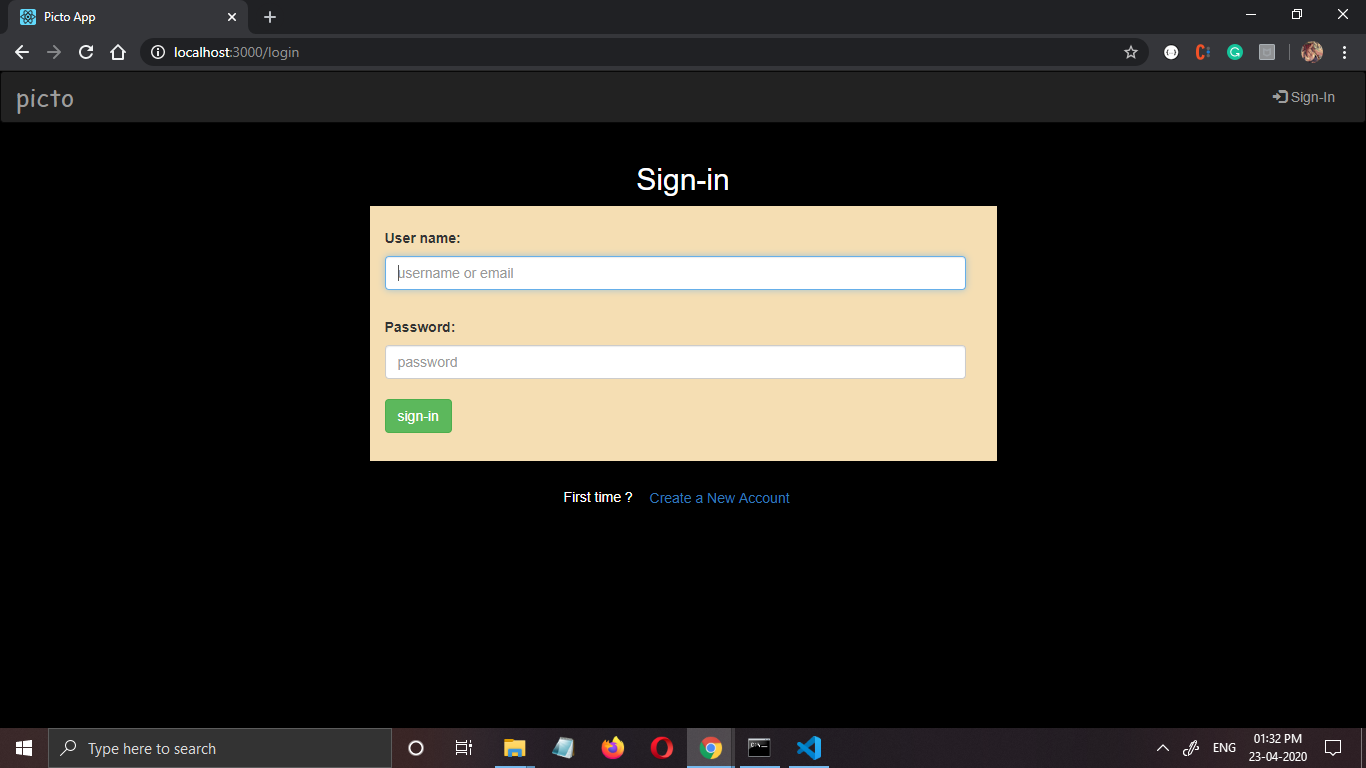 Picto App
localhost:3000/login
picto
Sign-In
Sign-in
User name:
username or email
Password:
password
sign-in
First time ? Create a New Account
Type here to search
ENG
01:32 PM
23-04-2020